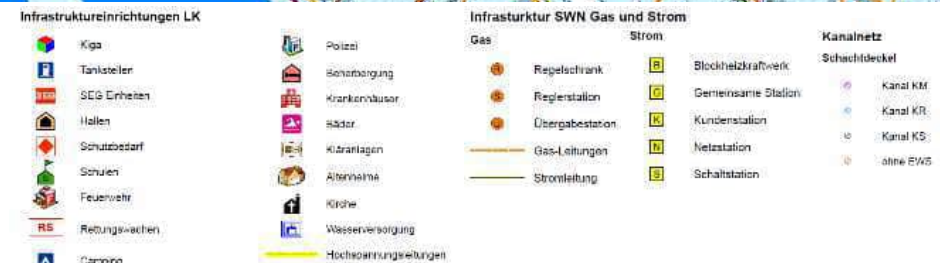 Infrastruktureinrichtungen LK
Kiga
Tankstellen
SEG
SEG Einheiten
Hallen
Schutzbedarf
Schulen
Feuerwehr
RS
Rettungswachen
Camping
Polizei
Beherbergung
Krankenhäuser
Bäder
Kläranlagen
Altenheime
Kirche
Wasserversorgung
Hochspannungsleitungen
Infrasturktur SWN Gas und Strom
Gas
Regelschrank
Reglerstation
Übergabestation
Gas-Leitungen
Stromleitung
Strom
B
Blockheizkraftwerk
G
Gemeinsame Station
K
Kundenstation
N
Netzstation
S
Schaltstation
Kanalnetz
Schachtdeckel
Kanal KM
Kanal KR
Kanal KS
ohne EWS